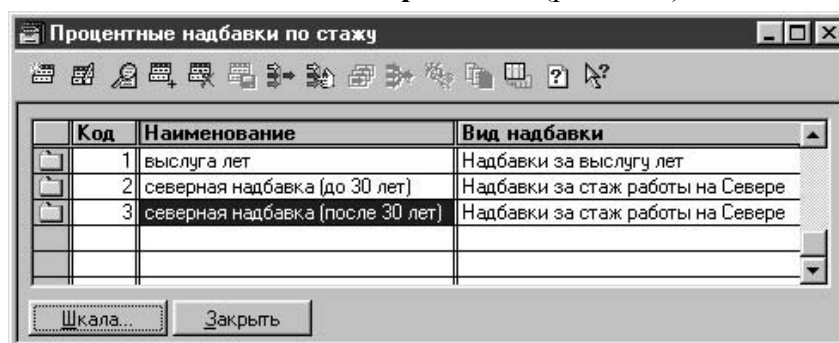 Процентные надбавки по стажу
Код Наименование Вид надбавки
1 выслуга лет Надбавки за выслугу лет
2 северная надбавка (до 30 лет) Надбавки за стаж работы на Севере
3 северная надбавка (после 30 лет) Надбавки за стаж работы на Севере
Шкала... Закрыть